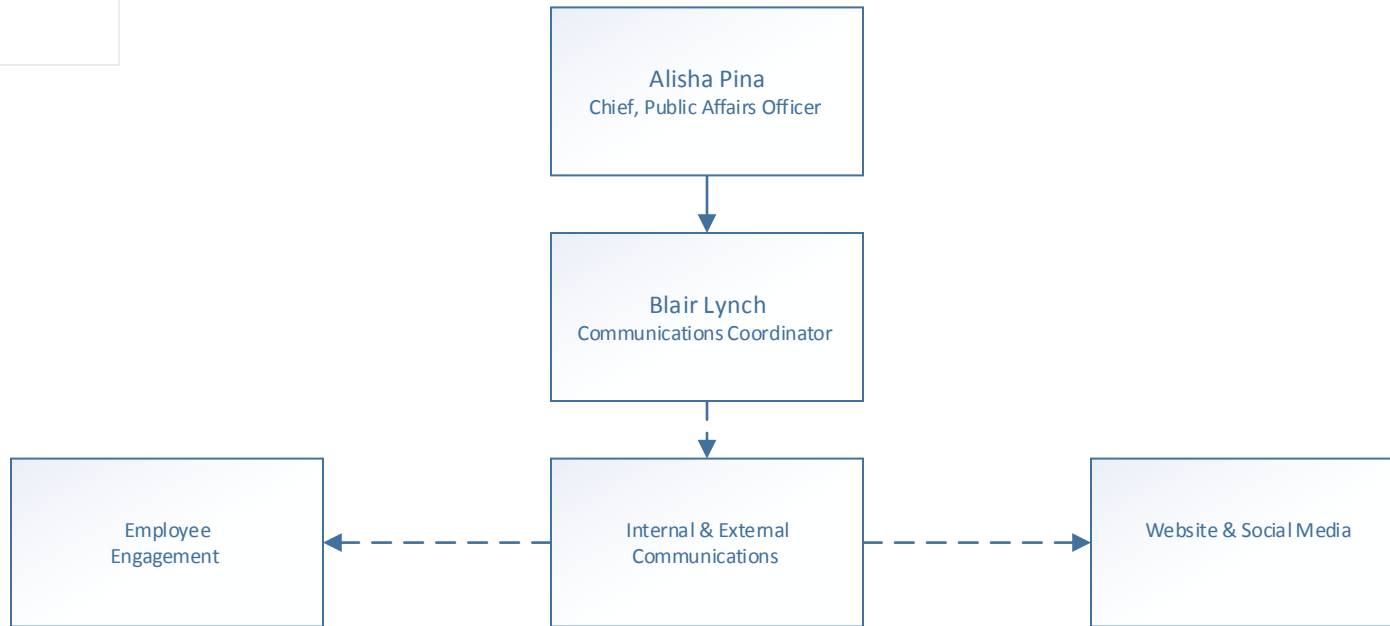 Alisha Pina
Chief, Public Affairs Officer
Blair Lynch
Communications Coordinator
Employee
Engagement
Internal & External
Communications
Website & Social Media